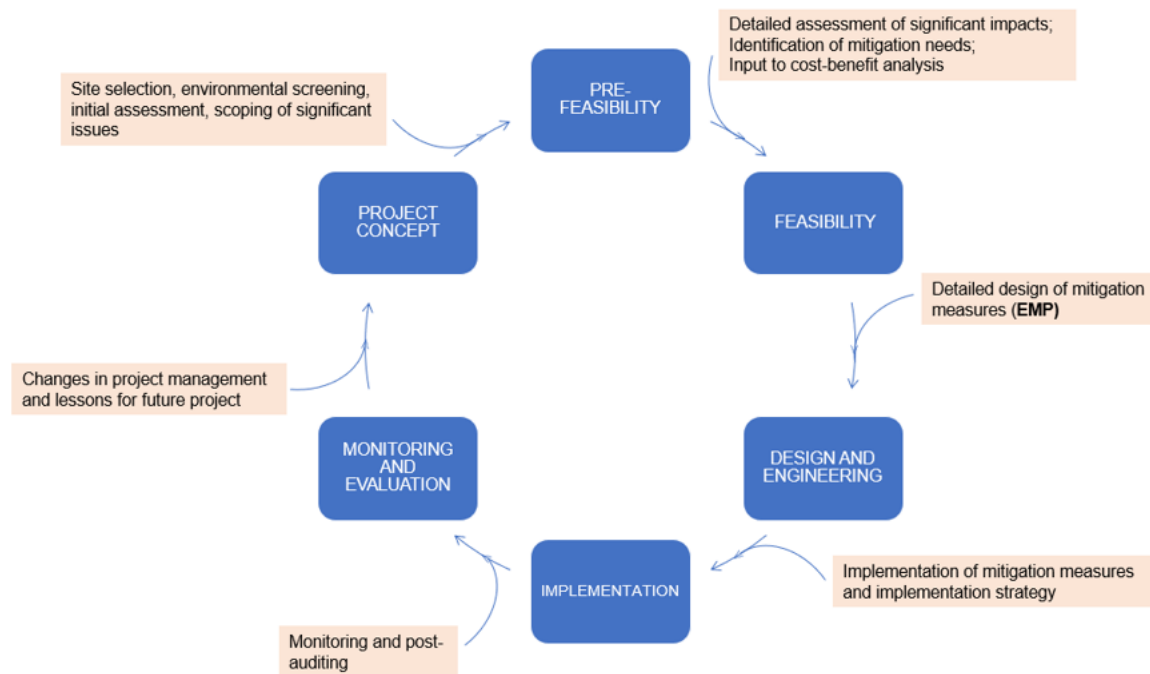 Detailed assessment of significant impacts;
Identification of mitigation needs;
Input to cost-benefit analysis
Site selection, environmental screening,
initial assessment, scoping of significant
issues
PRE-
FEASIBILITY
PROJECT
CONCEPT
FEASIBILITY
Detailed design of mitigation
measures (EMP)
Changes in project management
and lessons for future project
MONITORING
AND
EVALUATION
DESIGN AND
ENGINEERING
IMPLEMENTATION
Implementation of mitigation measures
and implementation strategy
Monitoring and post-
auditing